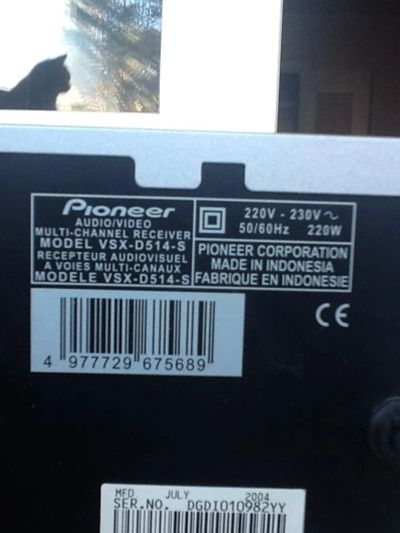 Pioneer
AUDIO/VIDEO
MULTI-CHANNEL RECEIVER
MODEL VSX-D514-S
RECEPTEUR AUDIOVISUEL
A VOIES MULTI-CANAUX
MODELE VSX-D514-S
220V - 230V ~
50/60Hz 220W
PIONEER CORPORATION
MADE IN INDONESIA
FABRIQUE EN INDONESIE
CE
4 977729 675689
MFD JULY 2004
SER.NO. DGDI010982YY